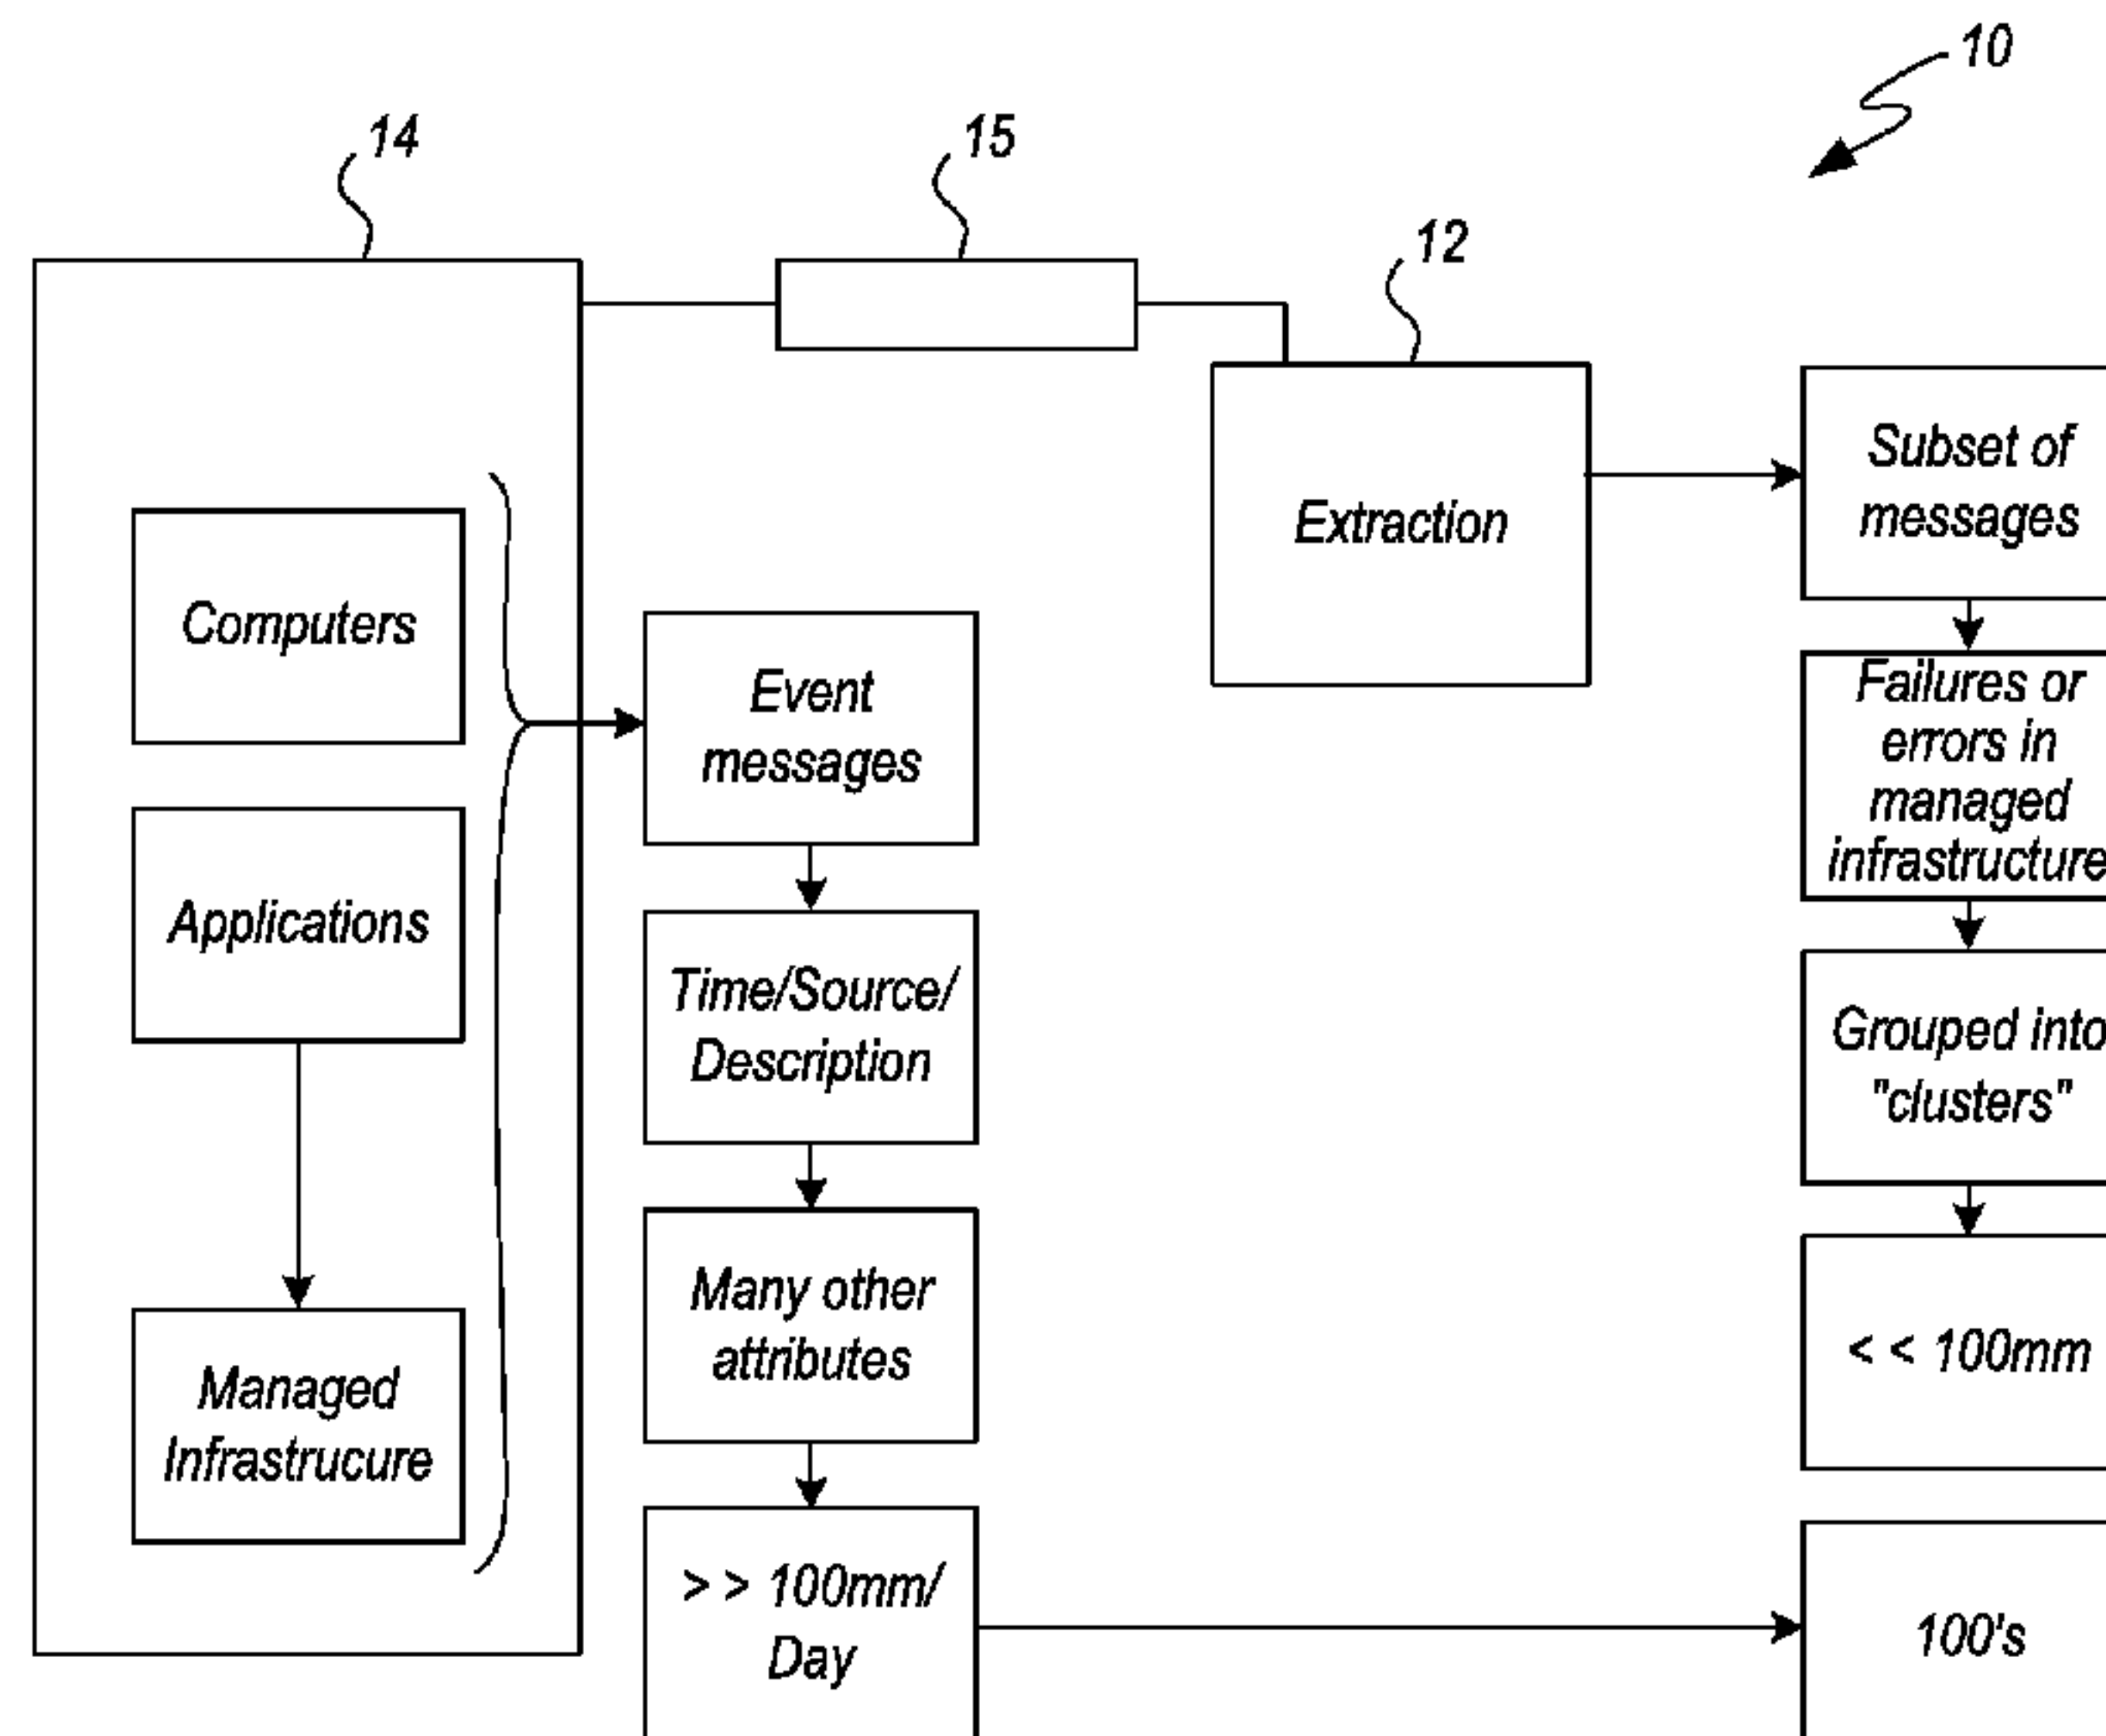 10
14
15
12
Computers
Applications
Managed
Infrastrucure
Event
messages
Time/Source/
Description
Many other
attributes
> > 100mm/
Day
Extraction
Subset of
messages
Failures or
errors in
managed
infrastructure
Grouped into
"clusters"
< < 100mm
100's